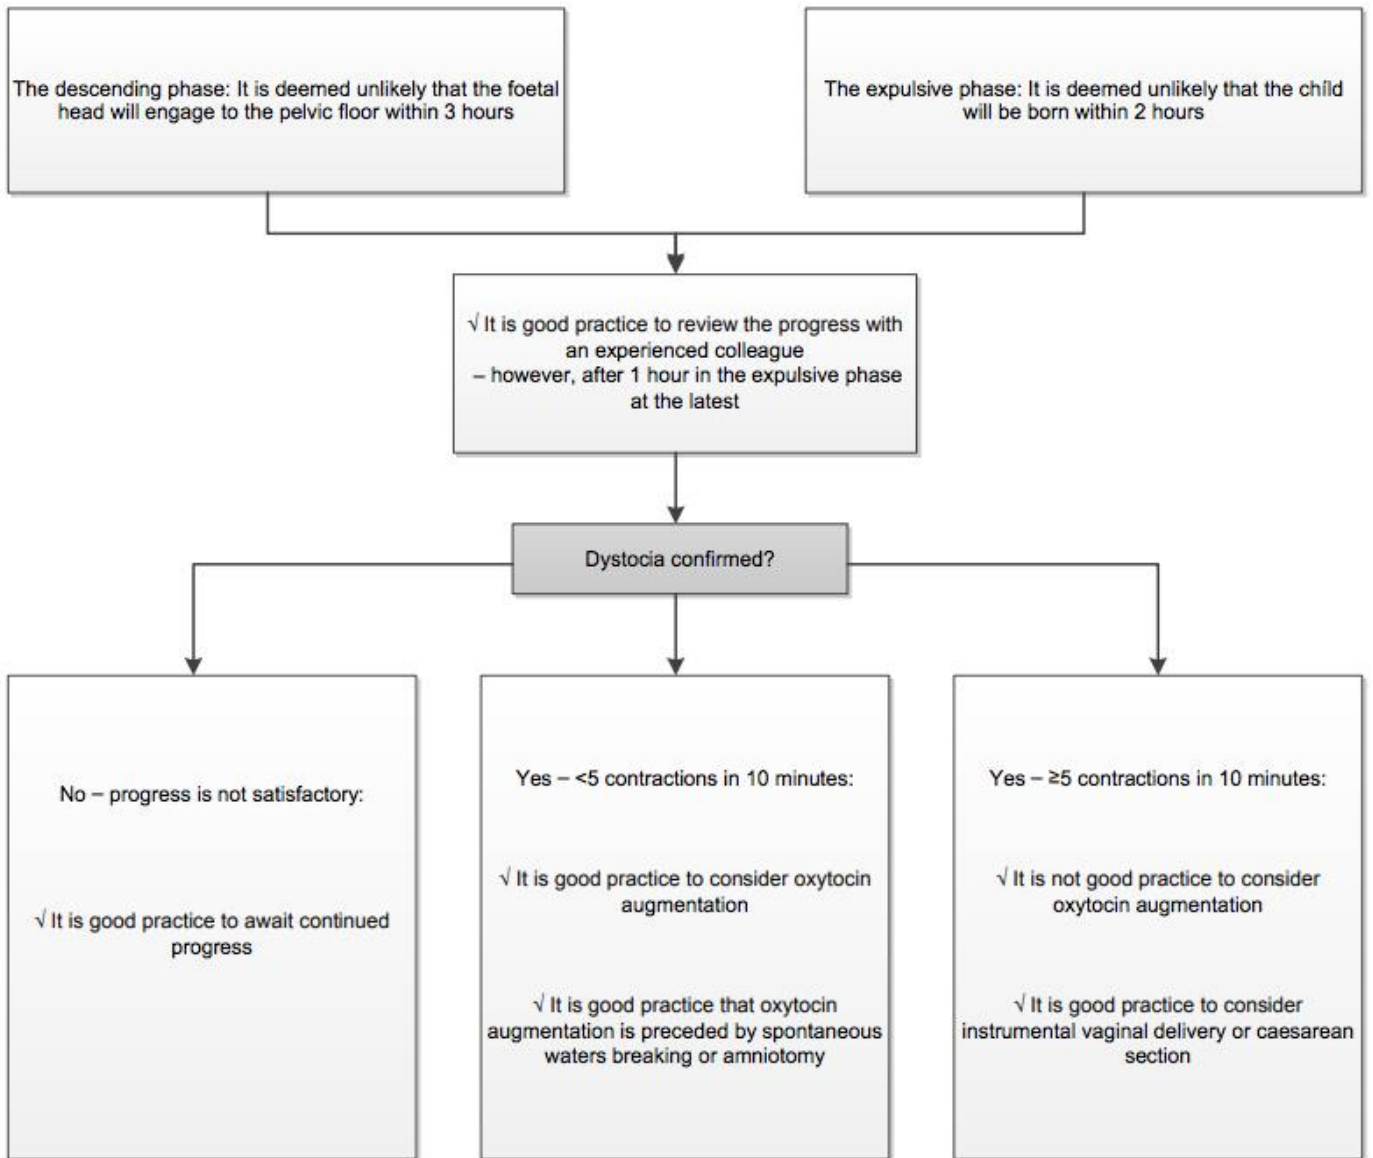 The descending phase: It is deemed unlikely that the foetal
head will engage to the pelvic floor within 3 hours
The expulsive phase: It is deemed unlikely that the child
will be born within 2 hours
√ It is good practice to review the progress with
an experienced colleague
– however, after 1 hour in the expulsive phase
at the latest
Dystocia confirmed?
No – progress is not satisfactory:
√ It is good practice to await continued
progress
Yes – <5 contractions in 10 minutes:
√ It is good practice to consider oxytocin
augmentation
√ It is good practice that oxytocin
augmentation is preceded by spontaneous
waters breaking or amniotomy
Yes – ≥5 contractions in 10 minutes:
√ It is not good practice to consider
oxytocin augmentation
√ It is good practice to consider
instrumental vaginal delivery or caesarean
section